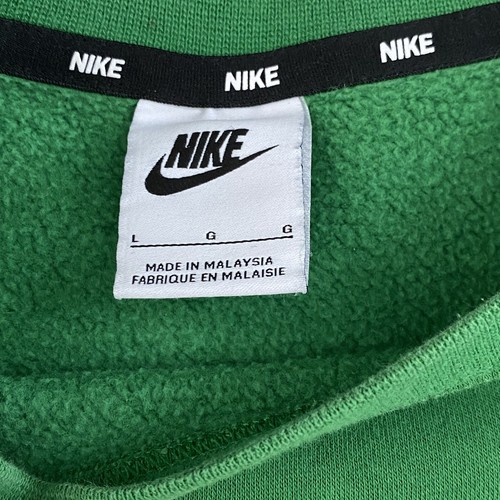 NIKE NIKE NIKE
NIKE
L G G
MADE IN MALAYSIA
FABRIQUE EN MALAISIE